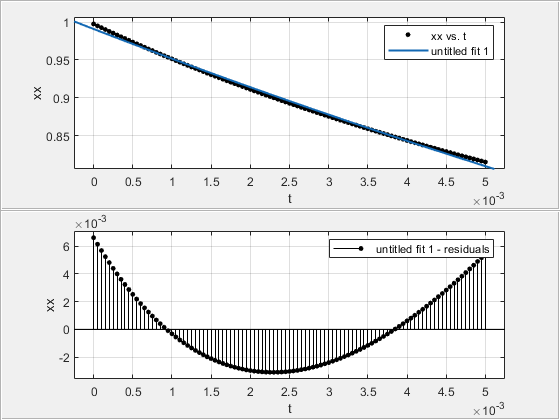 1
0.95
0.9
0.85
xx
xx vs. t
untitled fit 1
0 0.5 1 1.5 2 2.5 3 3.5 4 4.5 5
t
×10⁻³
×10⁻³
6
4
2
0
-2
xx
untitled fit 1 - residuals
0 0.5 1 1.5 2 2.5 3 3.5 4 4.5 5
t
×10⁻³